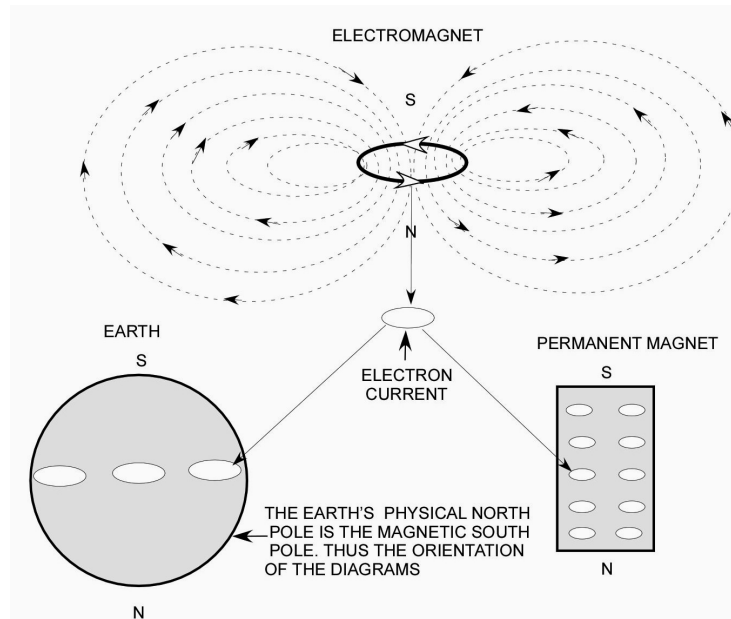 ELECTROMAGNET
S
N
EARTH
S
ELECTRON
CURRENT
PERMANENT MAGNET
S
THE EARTH'S PHYSICAL NORTH
POLE IS THE MAGNETIC SOUTH
POLE. THUS THE ORIENTATION
OF THE DIAGRAMS
N
N